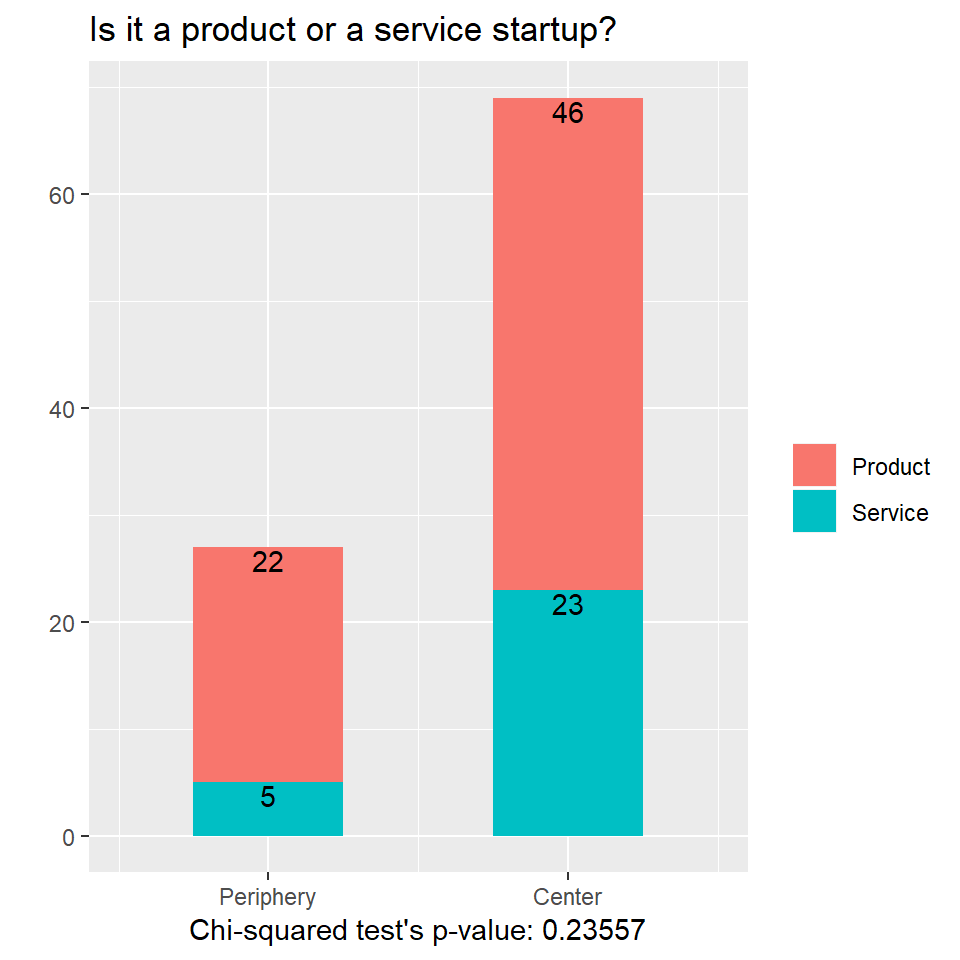 Is it a product or a service startup?
46
60
40
Product
Service
22
23
20
5
0
Periphery Center
Chi-squared test's p-value: 0.23557